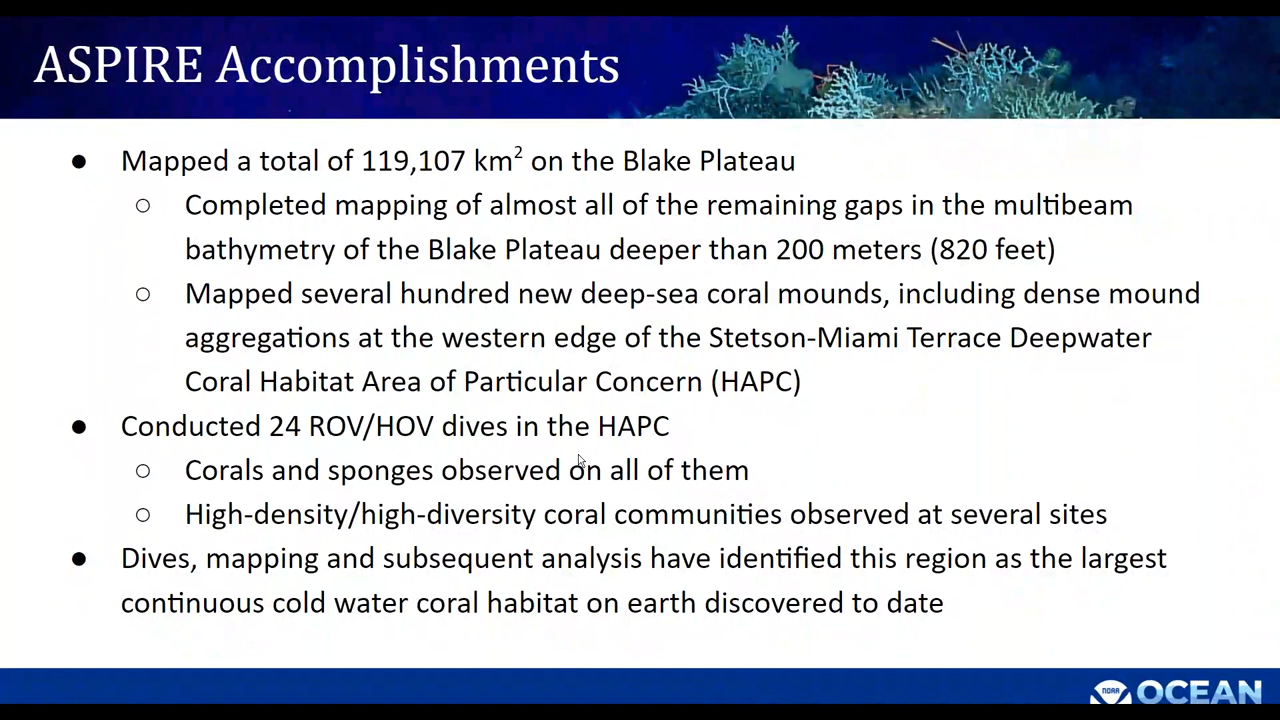 ASPIRE Accomplishments
● Mapped a total of 119,107 km² on the Blake Plateau
○ Completed mapping of almost all of the remaining gaps in the multibeam
bathymetry of the Blake Plateau deeper than 200 meters (820 feet)
○ Mapped several hundred new deep-sea coral mounds, including dense mound
aggregations at the western edge of the Stetson-Miami Terrace Deepwater
Coral Habitat Area of Particular Concern (HAPC)
● Conducted 24 ROV/HOV dives in the HAPC
○ Corals and sponges observed on all of them
○ High-density/high-diversity coral communities observed at several sites
● Dives, mapping and subsequent analysis have identified this region as the largest
continuous cold water coral habitat on earth discovered to date
NOAA OCEAN